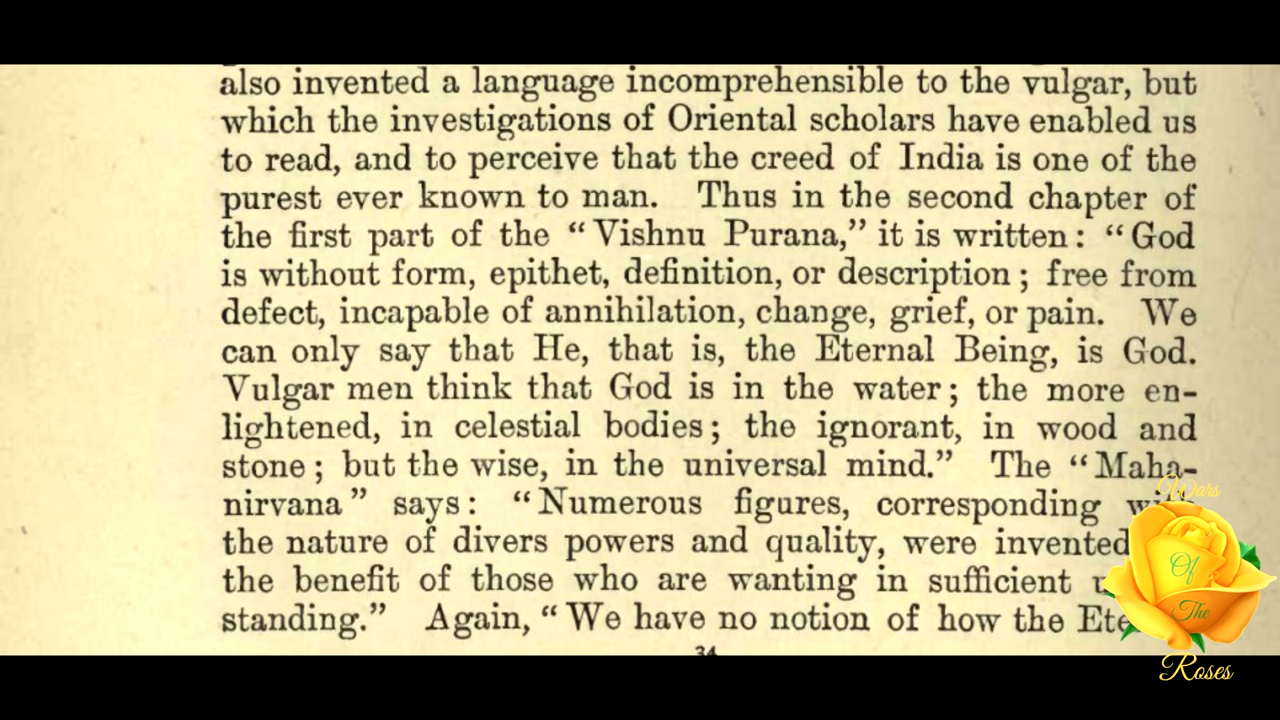 also invented a language incomprehensible to the vulgar, but
which the investigations of Oriental scholars have enabled us
to read, and to perceive that the creed of India is one of the
purest ever known to man. Thus in the second chapter of
the first part of the “Vishnu Purana,” it is written: “God
is without form, epithet, definition, or description; free from
defect, incapable of annihilation, change, grief, or pain. We
can only say that He, that is, the Eternal Being, is God.
Vulgar men think that God is in the water; the more en-
lightened, in celestial bodies; the ignorant, in wood and
stone; but the wise, in the universal mind.” The “Maha-
nirvana” says: “Numerous figures, corresponding
the nature of divers powers and quality, were invented
the benefit of those who are wanting in sufficient
standing.” Again, “We have no notion of how the
34
Wars
Of
The
Roses